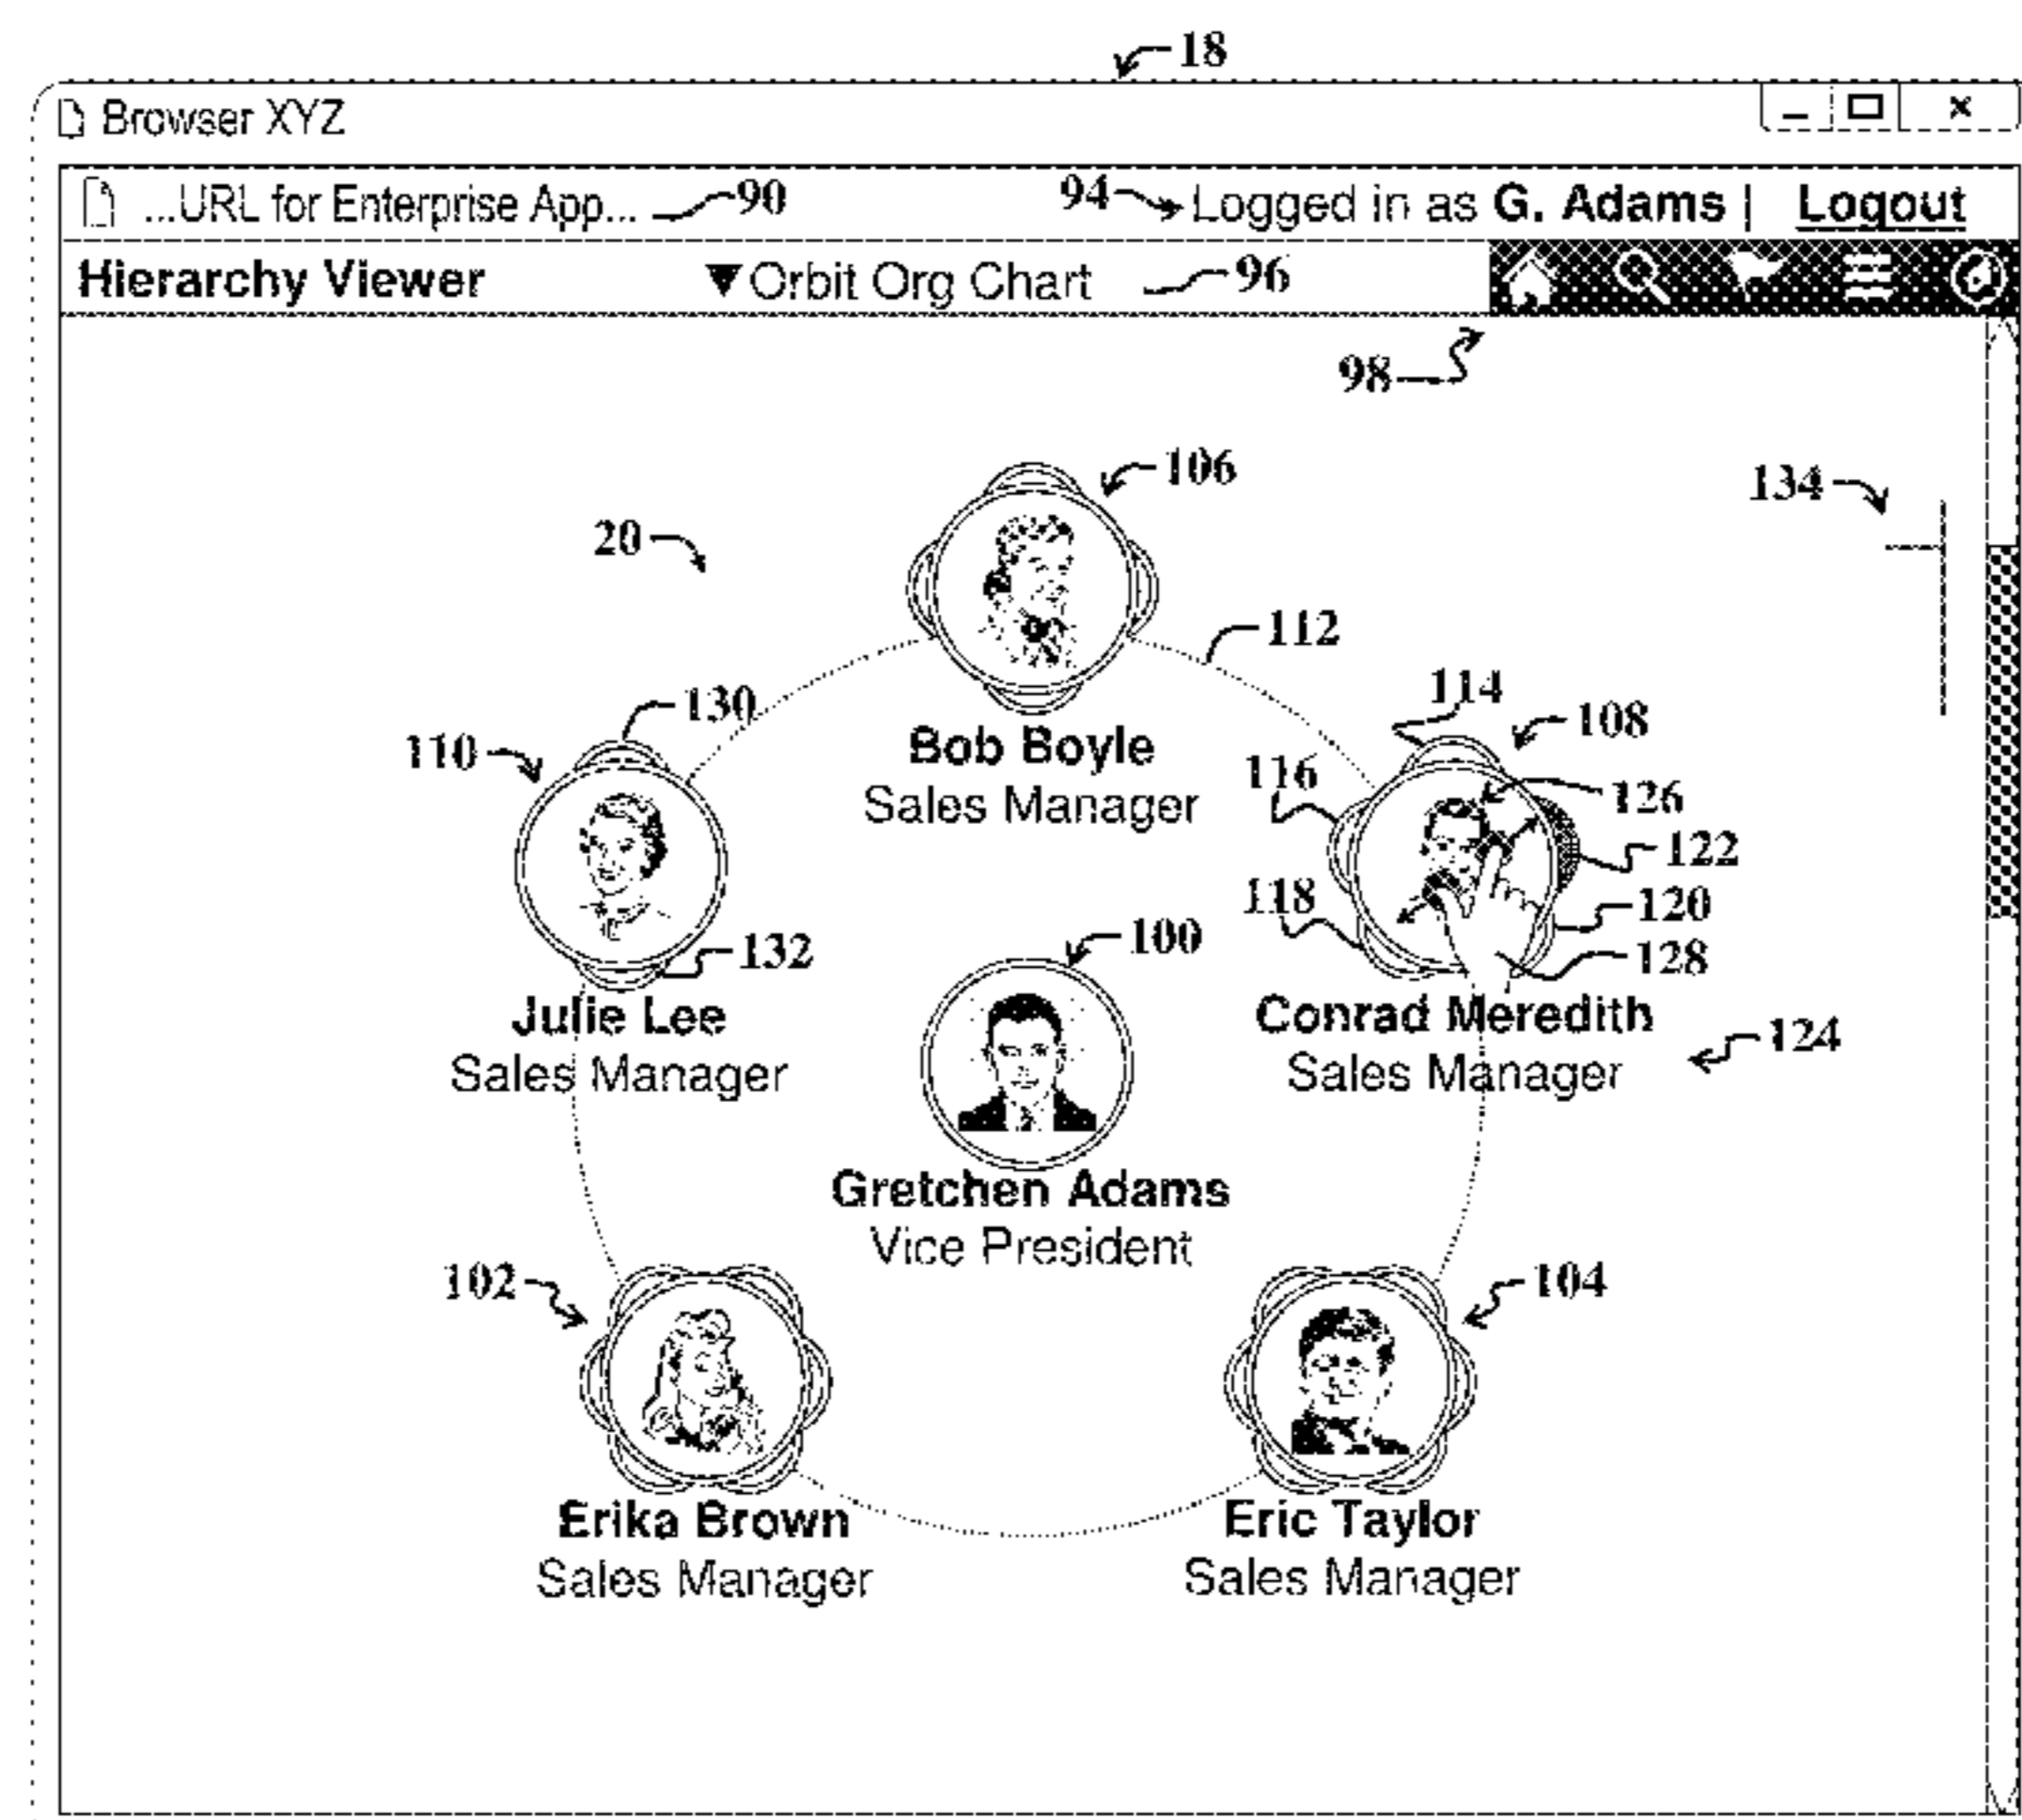 18
Browser XYZ
...URL for Enterprise App... 90 94 Logged in as G. Adams | Logout
Hierarchy Viewer ▼Orbit Org Chart 96
98
106
134
20
112
130
114
108
110
Bob Boyle
Sales Manager
116
126
122
118
120
132
100
128
Julie Lee
Sales Manager
Conrad Meredith
Sales Manager
124
Gretchen Adams
Vice President
102
104
Erika Brown
Sales Manager
Eric Taylor
Sales Manager